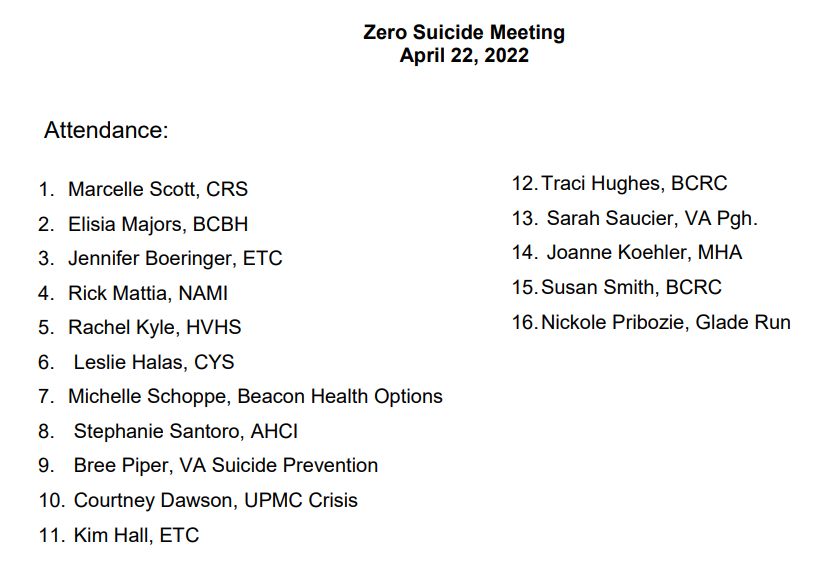 Zero Suicide Meeting
April 22, 2022
Attendance:
1. Marcelle Scott, CRS
2. Elisia Majors, BCBH
3. Jennifer Boeringer, ETC
4. Rick Mattia, NAMI
5. Rachel Kyle, HVHS
6. Leslie Halas, CYS
7. Michelle Schoppe, Beacon Health Options
8. Stephanie Santoro, AHCI
9. Bree Piper, VA Suicide Prevention
10. Courtney Dawson, UPMC Crisis
11. Kim Hall, ETC
12. Traci Hughes, BCRC
13. Sarah Saucier, VA Pgh.
14. Joanne Koehler, MHA
15. Susan Smith, BCRC
16. Nickole Pribozie, Glade Run